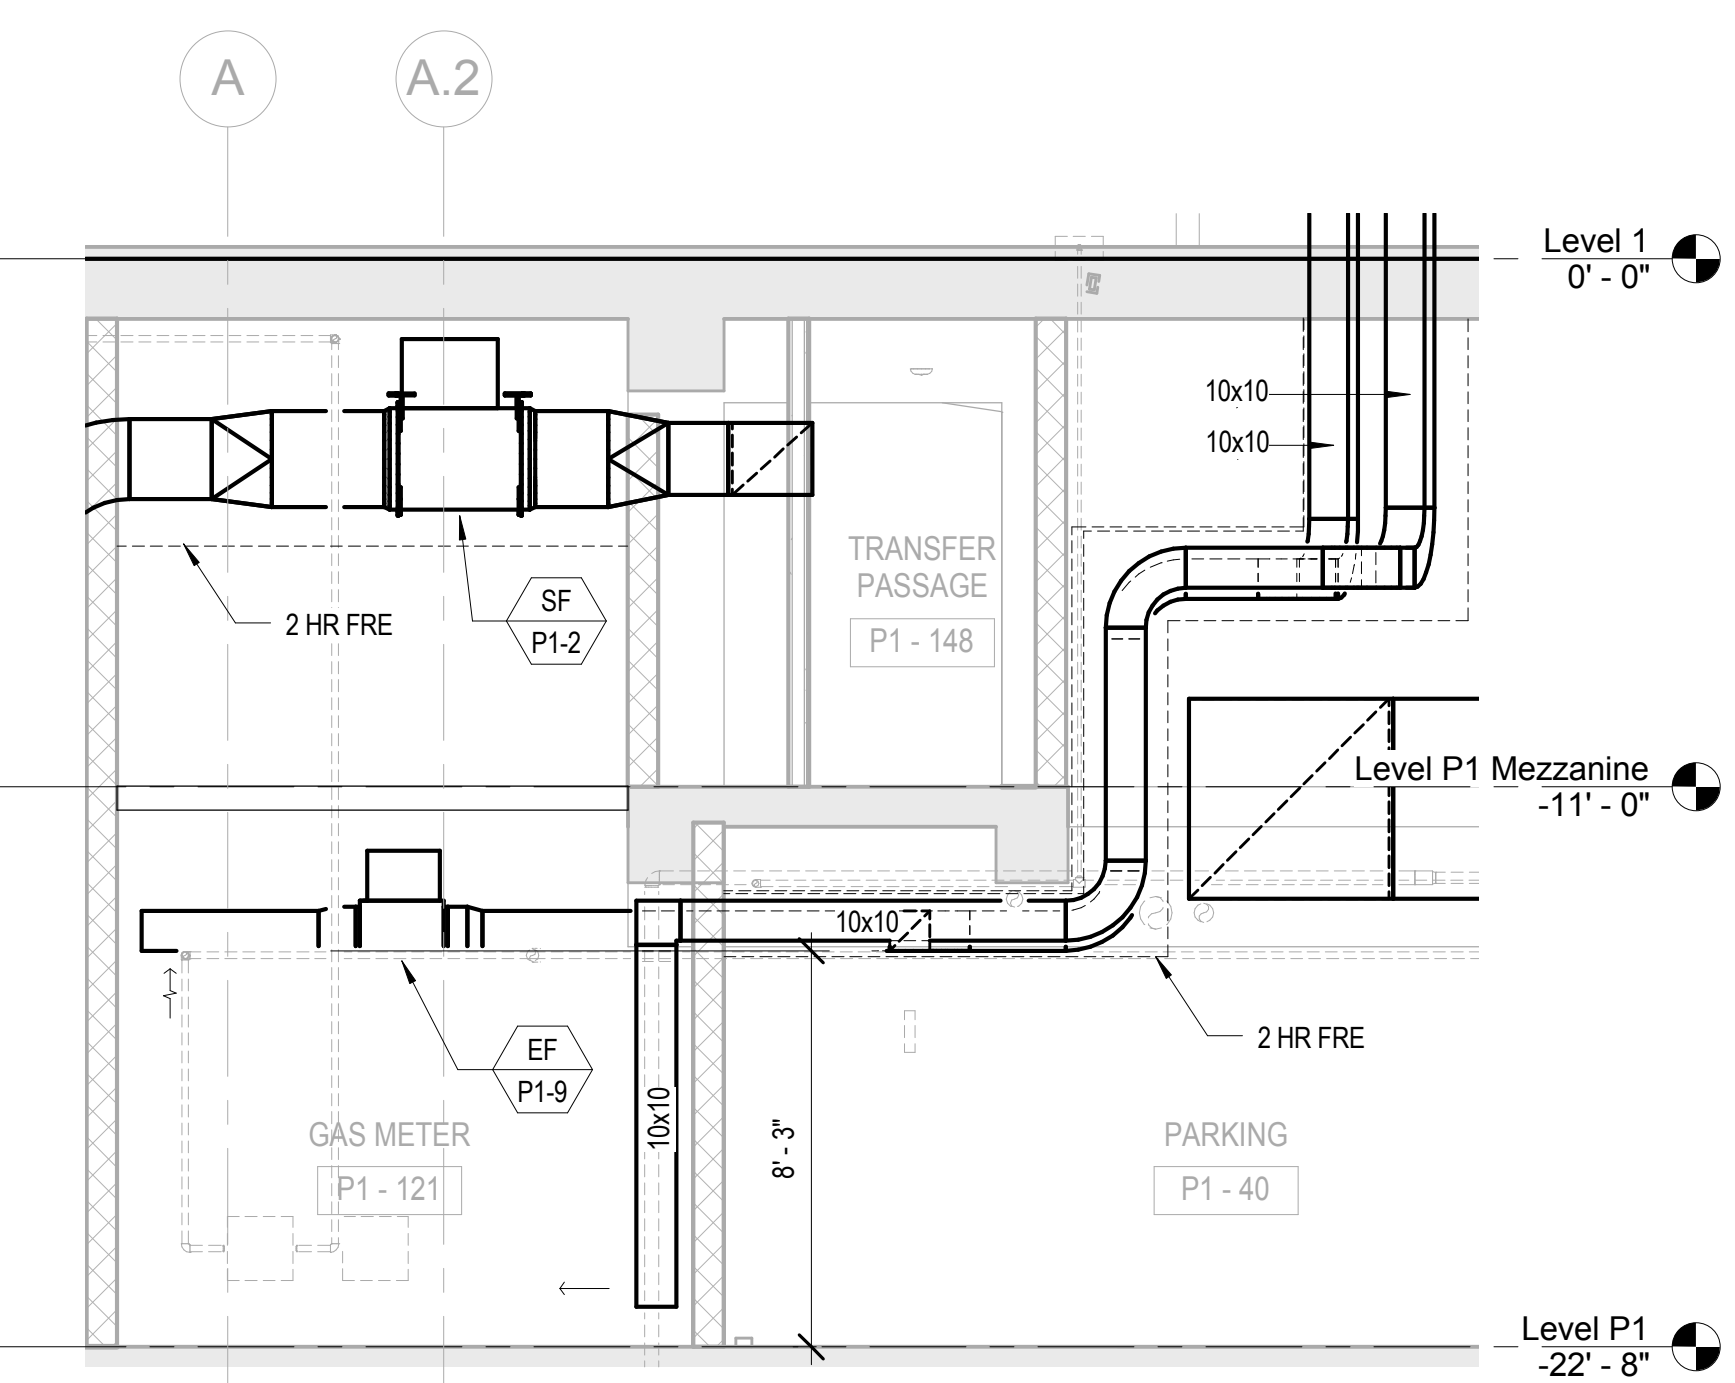 A
A.2
Level 1
0' - 0"
10x10
10x10
TRANSFER
PASSAGE
P1 - 148
SF
P1-2
2 HR FRE
Level P1 Mezzanine
-11' - 0"
10x10
2 HR FRE
EF
P1-9
10x10
8' - 3"
GAS METER
P1 - 121
PARKING
P1 - 40
Level P1
-22' - 8"